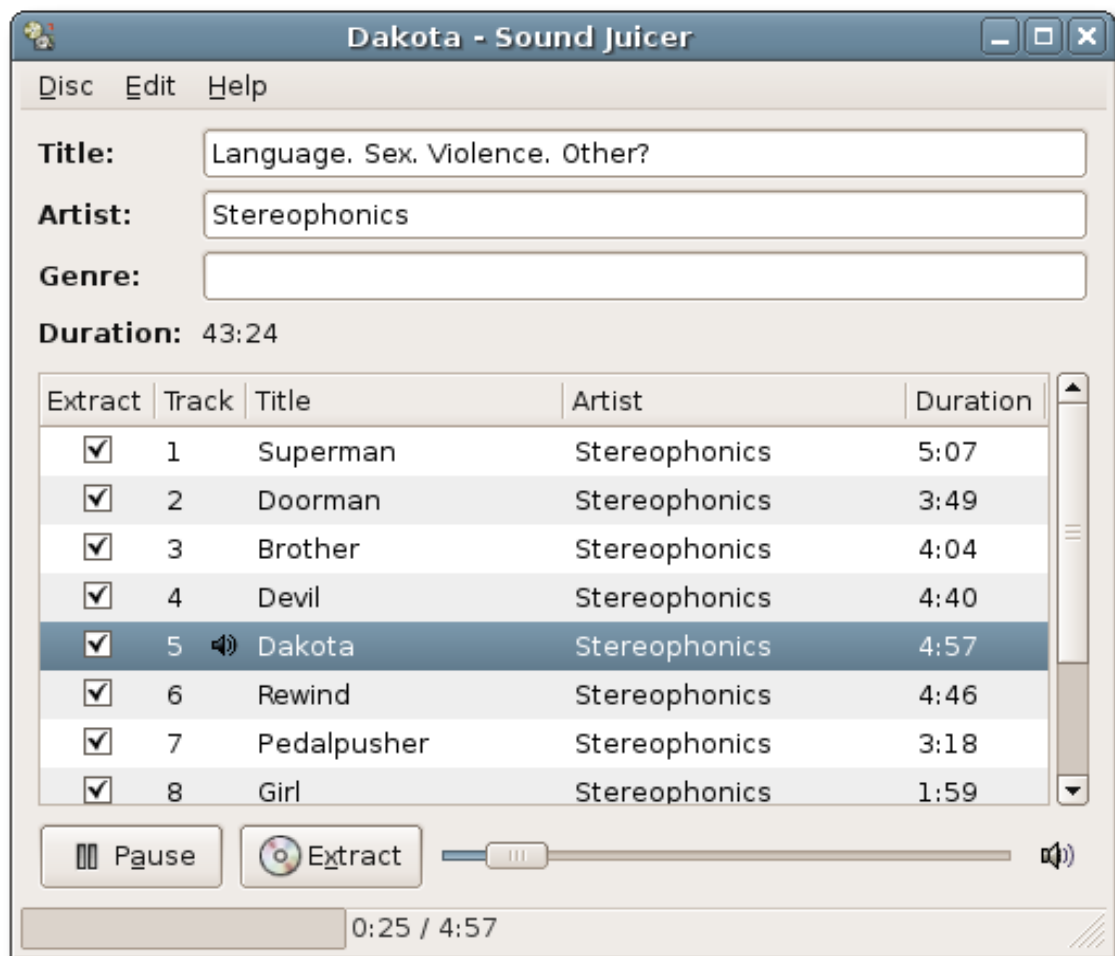 Dakota - Sound Juicer
Disc Edit Help
Title: Language. Sex. Violence. Other?
Artist: Stereophonics
Genre:
Duration: 43:24
Extract Track Title Artist Duration
1 Superman Stereophonics 5:07
2 Doorman Stereophonics 3:49
3 Brother Stereophonics 4:04
4 Devil Stereophonics 4:40
5 Dakota Stereophonics 4:57
6 Rewind Stereophonics 4:46
7 Pedalpusher Stereophonics 3:18
8 Girl Stereophonics 1:59
Pause Extract
0:25 / 4:57